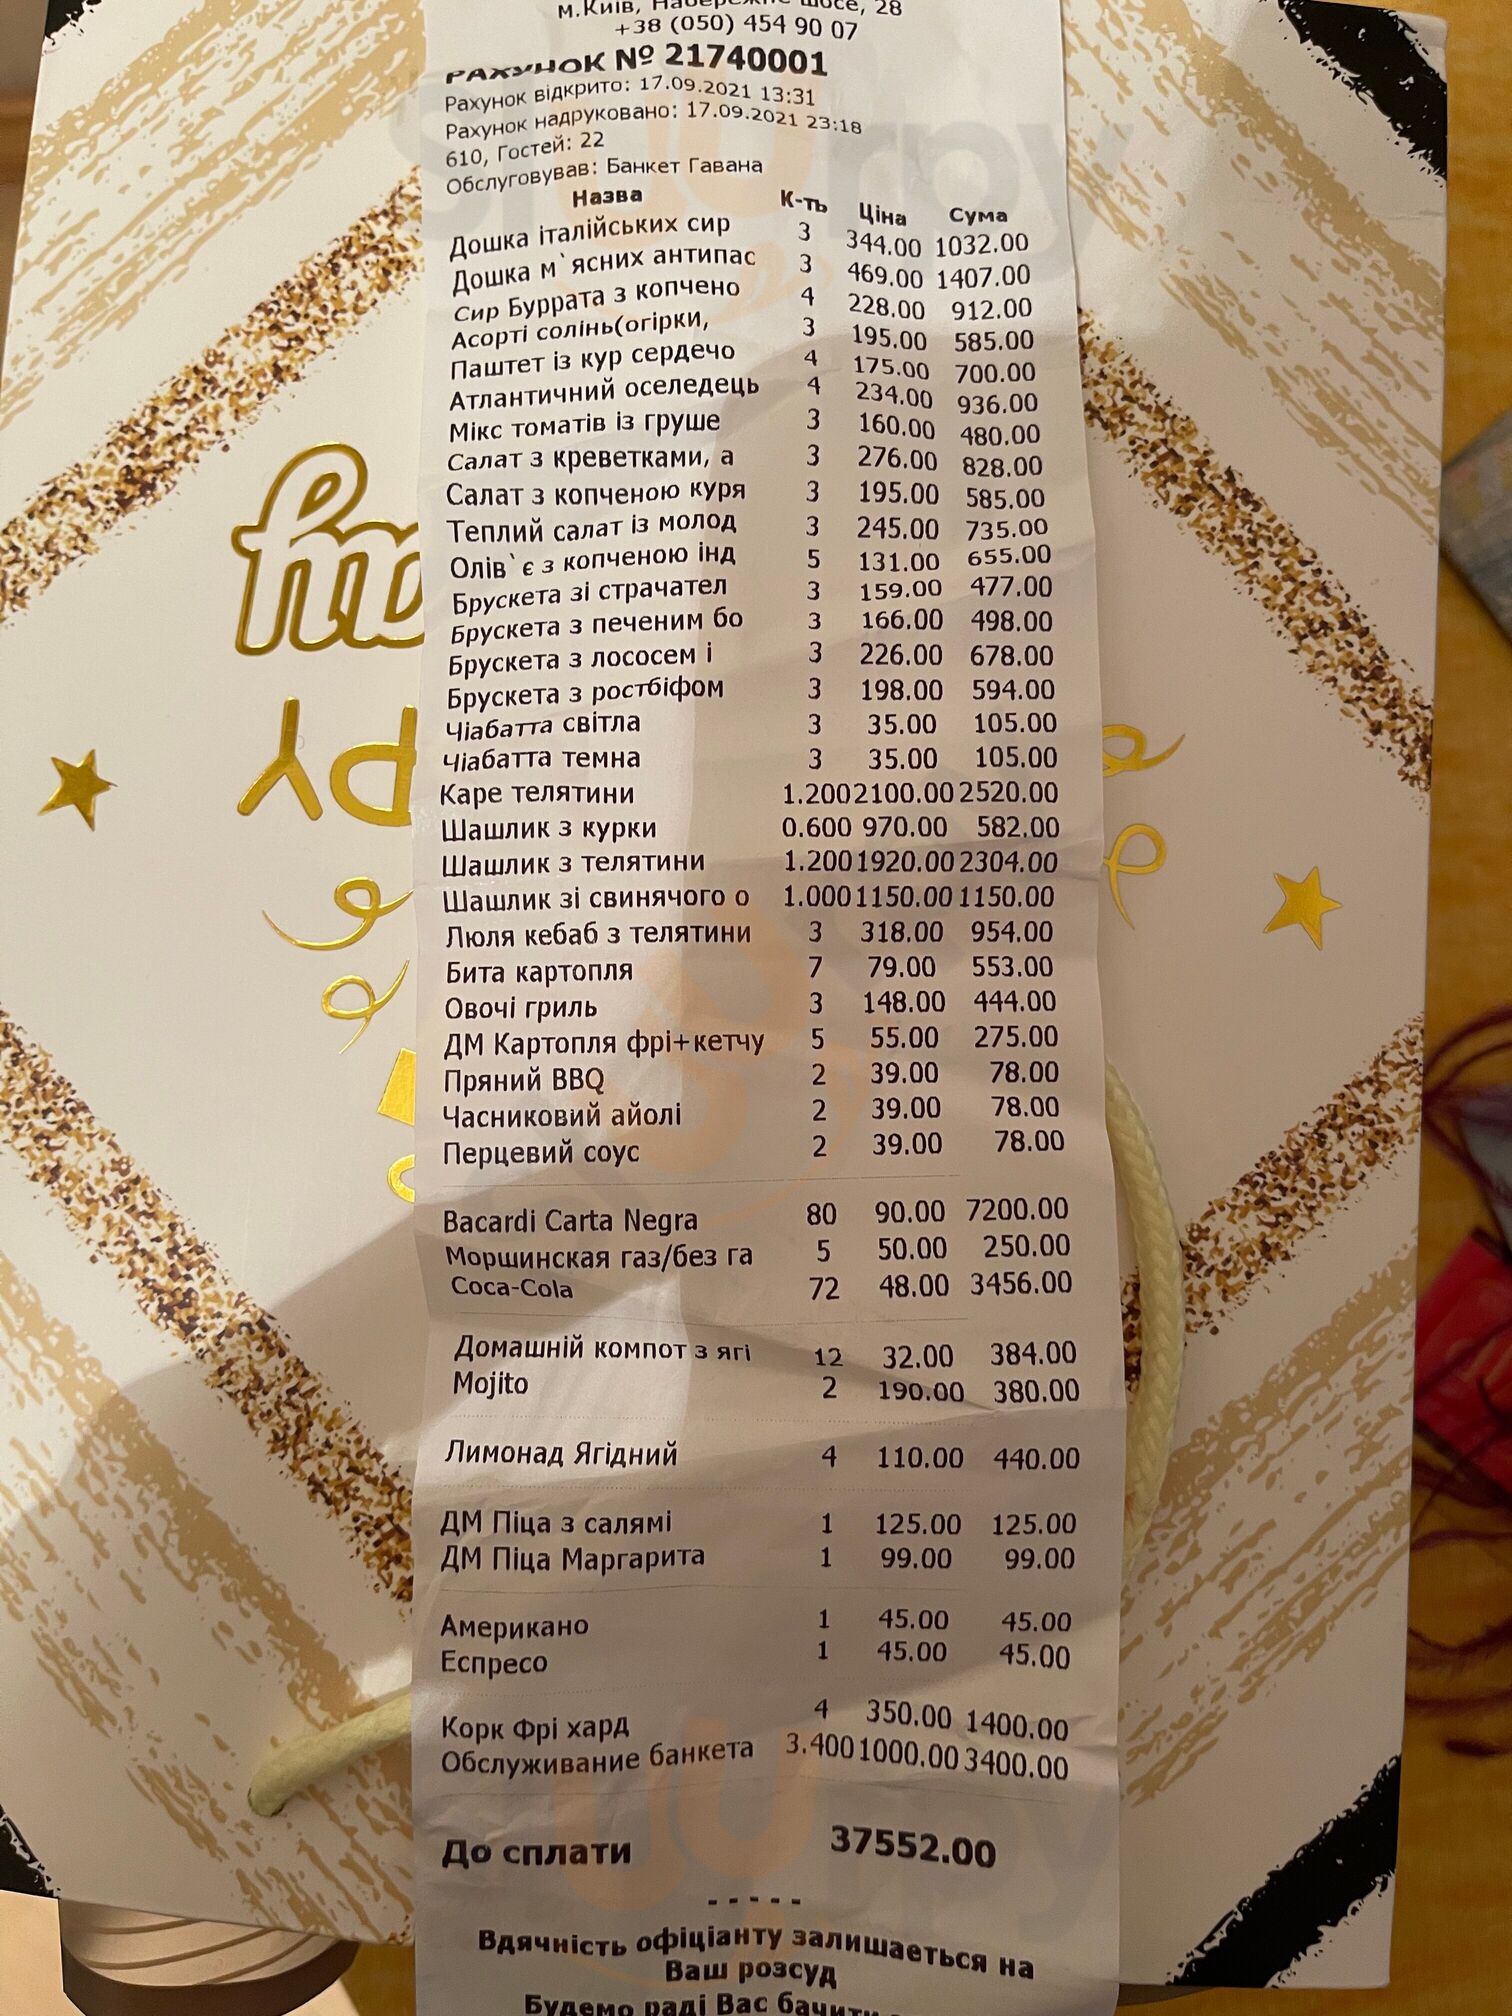 м.Київ, Набережне шосе, 28
+38 (050) 454 90 07
РАХУНОК № 21740001
Рахунок відкрито: 17.09.2021 13:31
Рахунок надруковано: 17.09.2021 23:18
610, Гостей: 22
Обслуговував: Банкет Гавана
Назва К-ть Ціна Сума
Дошка італійських сир 3 344.00 1032.00
Дошка м`ясних антипас 3 469.00 1407.00
Сир Буррата з копчено 4 228.00 912.00
Асорті солінь(огірки, 3 195.00 585.00
Паштет із кур сердечо 4 175.00 700.00
Атлантичний оселедець 4 234.00 936.00
Мікс томатів із груше 3 160.00 480.00
Салат з креветками, а 3 276.00 828.00
Салат з копченою куря 3 195.00 585.00
Теплий салат із молод 3 245.00 735.00
Олів`є з копченою інд 5 131.00 655.00
Брускета зі страчател 3 159.00 477.00
Брускета з печеним бо 3 166.00 498.00
Брускета з лососем і 3 226.00 678.00
Брускета з ростбіфом 3 198.00 594.00
Чіабатта світла 3 35.00 105.00
Чіабатта темна 3 35.00 105.00
Каре телятини 1.200 2100.00 2520.00
Шашлик з курки 0.600 970.00 582.00
Шашлик з телятини 1.200 1920.00 2304.00
Шашлик зі свинячого о 1.000 1150.00 1150.00
Люля кебаб з телятини 3 318.00 954.00
Бита картопля 7 79.00 553.00
Овочі гриль 3 148.00 444.00
ДМ Картопля фрі+кетчу 5 55.00 275.00
Пряний BBQ 2 39.00 78.00
Часниковий айолі 2 39.00 78.00
Перцевий соус 2 39.00 78.00
Bacardi Carta Negra 80 90.00 7200.00
Моршинская газ/без га 5 50.00 250.00
Coca-Cola 72 48.00 3456.00
Домашній компот з ягі 12 32.00 384.00
Mojito 2 190.00 380.00
Лимонад Ягідний 4 110.00 440.00
ДМ Піца з салямі 1 125.00 125.00
ДМ Піца Маргарита 1 99.00 99.00
Американо 1 45.00 45.00
Еспресо 1 45.00 45.00
Корк Фрі хард 4 350.00 1400.00
Обслуживание банкета 3.400 1000.00 3400.00
До сплати 37552.00
-----
Вдячність офіціанту залишається на
Ваш розсуд
Будемо раді Вас бачити